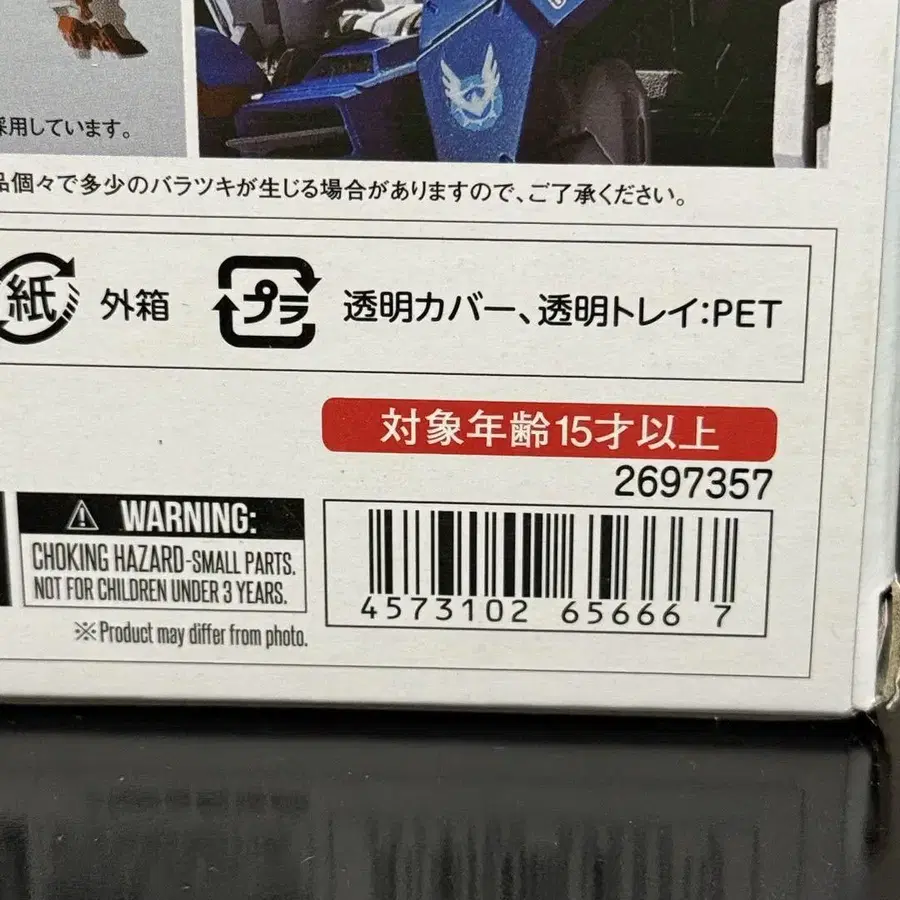 採用しています。
品個々で多少のバラツキが生じる場合がありますので、ご了承ください。
紙 外箱 プラ 透明カバー、透明トレイ:PET
対象年齢15才以上
2697357
WARNING:
CHOKING HAZARD-SMALL PARTS.
NOT FOR CHILDREN UNDER 3 YEARS.
※Product may differ from photo.
4573102 65666 7